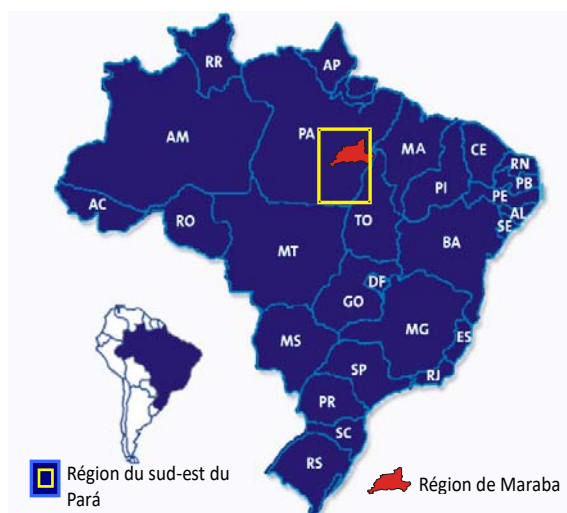 RR
AP
AM
PA
MA
CE
RN
PB
PI
PE
AL
SE
AC
RO
TO
BA
MT
DF
GO
MG
ES
MS
SP
RJ
PR
SC
RS
Région du sud-est du
Pará
Région de Maraba